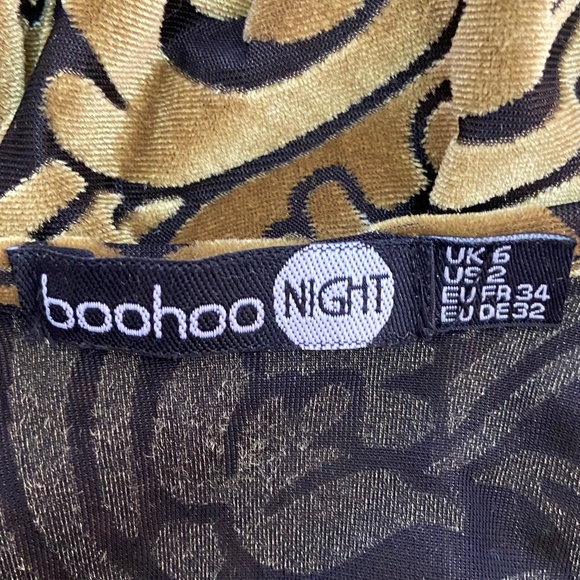 boohoo NIGHT
UK 6
US 2
EU FR 34
EU DE 32